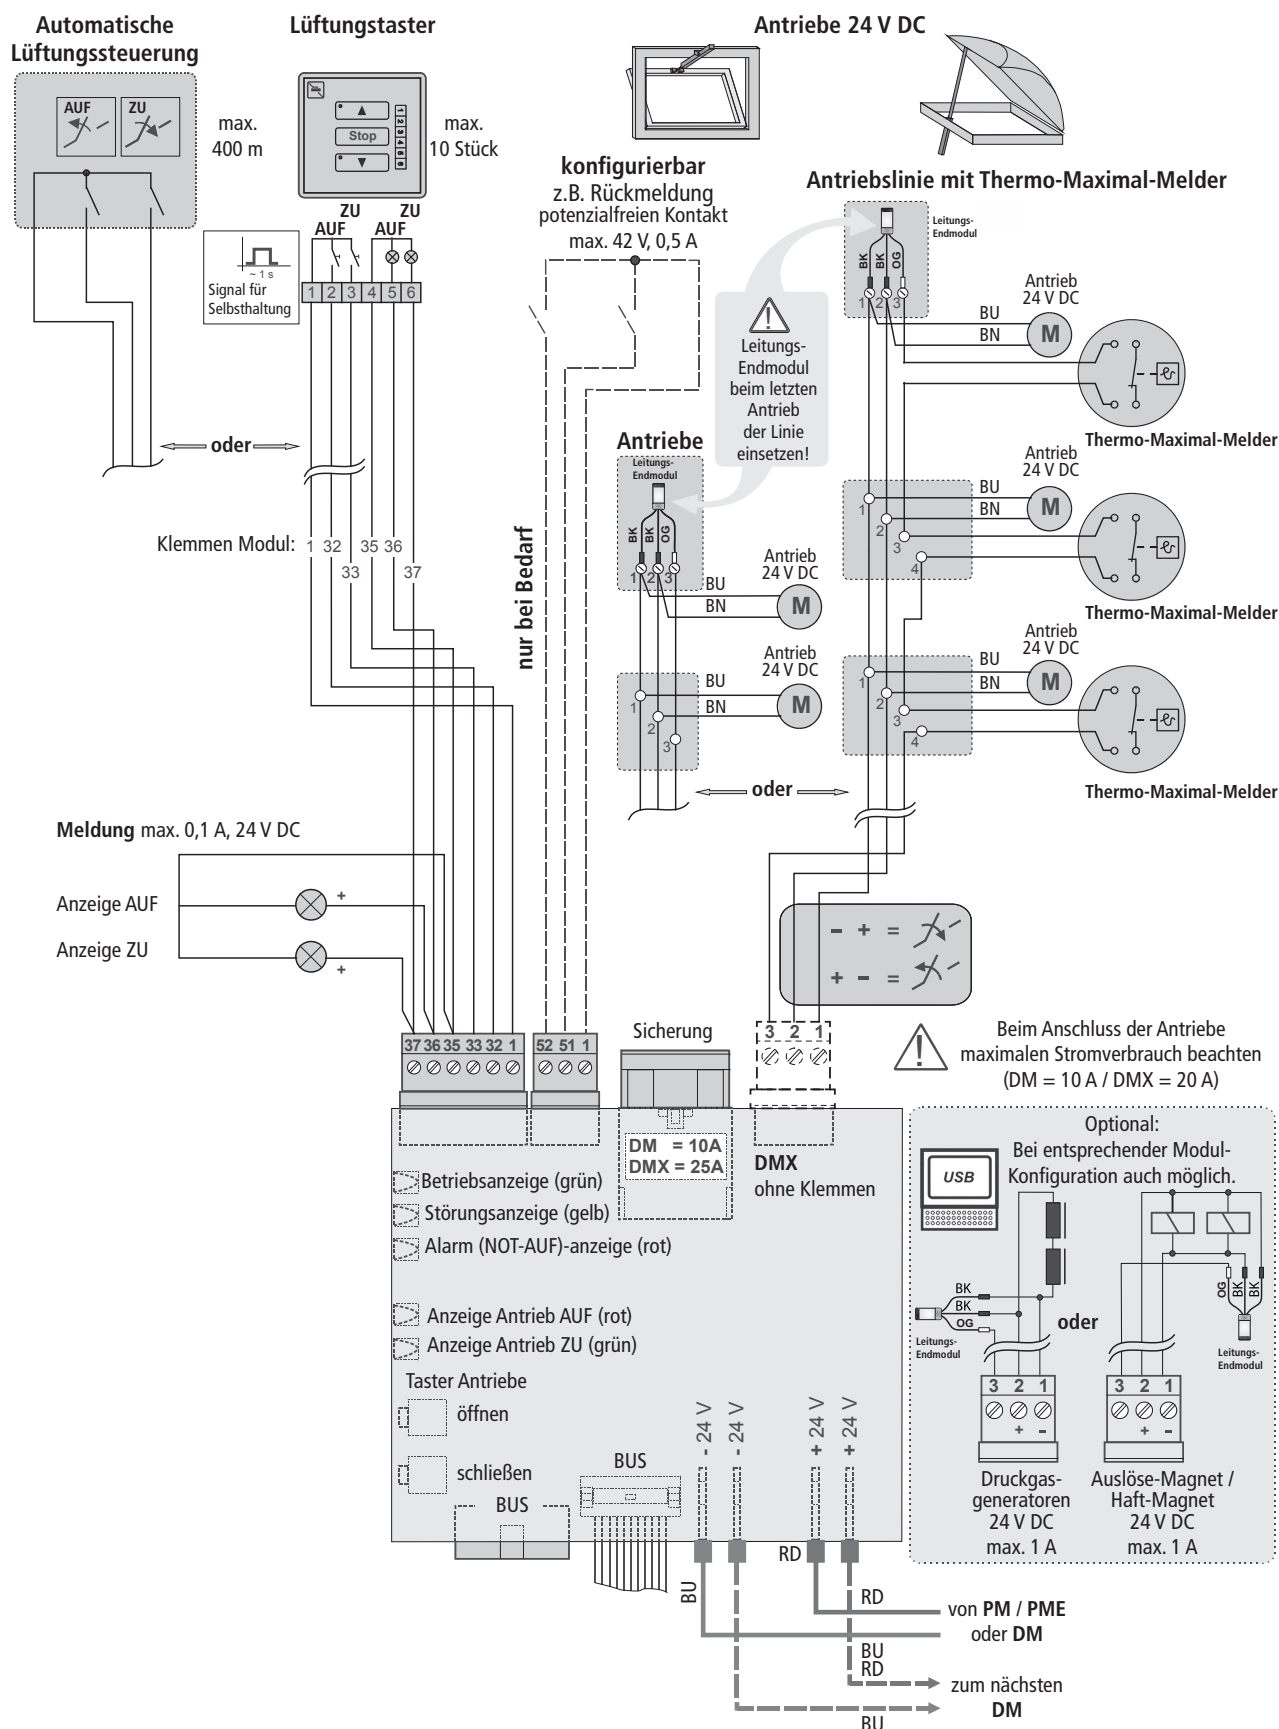 Automatische
Lüftungssteuerung
AUF
ZU
max.
400 m
Lüftungstaster
Stop
1
2
3
4
5
6
max.
10 Stück
ZU ZU
AUF AUF
~ 1 s
Signal für
Selbsthaltung
1 2 3 4 5 6
oder
Klemmen Modul: 1 32 35 36
33 37
Antriebe 24 V DC
konfigurierbar
z.B. Rückmeldung
potenzialfreien Kontakt
max. 42 V, 0,5 A
nur bei Bedarf
Leitungs-
Endmodul
beim letzten
Antrieb
der Linie
einsetzen!
Antriebslinie mit Thermo-Maximal-Melder
Leitungs-
Endmodul
BK
BK
OG
1 2 3
Antrieb
24 V DC
BU
BN
M
Thermo-Maximal-Melder
Antrieb
24 V DC
BU
BN
M
1
2
3
4
Thermo-Maximal-Melder
Antrieb
24 V DC
BU
BN
M
1
2
3
4
Thermo-Maximal-Melder
Antriebe
Leitungs-
Endmodul
BK
BK
OG
1 2 3
Antrieb
24 V DC
BU
BN
M
Antrieb
24 V DC
BU
BN
M
1
2
3
oder
Meldung max. 0,1 A, 24 V DC
Anzeige AUF
+
Anzeige ZU
+
- + =
+ - =
37 36 35 33 32 1
52 51 1
Sicherung
3 2 1
Beim Anschluss der Antriebe
maximalen Stromverbrauch beachten
(DM = 10 A / DMX = 20 A)
DM = 10A
DMX = 25A
DMX
ohne Klemmen
Betriebsanzeige (grün)
Störungsanzeige (gelb)
Alarm (NOT-AUF)-anzeige (rot)
Anzeige Antrieb AUF (rot)
Anzeige Antrieb ZU (grün)
Taster Antriebe
öffnen
schließen
BUS
BUS
- 24 V
- 24 V
+ 24 V
+ 24 V
Optional:
Bei entsprechender Modul-
Konfiguration auch möglich.
USB
BK
BK
OG
Leitungs-
Endmodul
oder
OG
BK
BK
Leitungs-
Endmodul
3 2 1
+ -
3 2 1
+ -
Druckgas-
generatoren
24 V DC
max. 1 A
Auslöse-Magnet /
Haft-Magnet
24 V DC
max. 1 A
RD
BU
RD
von PM / PME
oder DM
BU
RD
zum nächsten
DM
BU